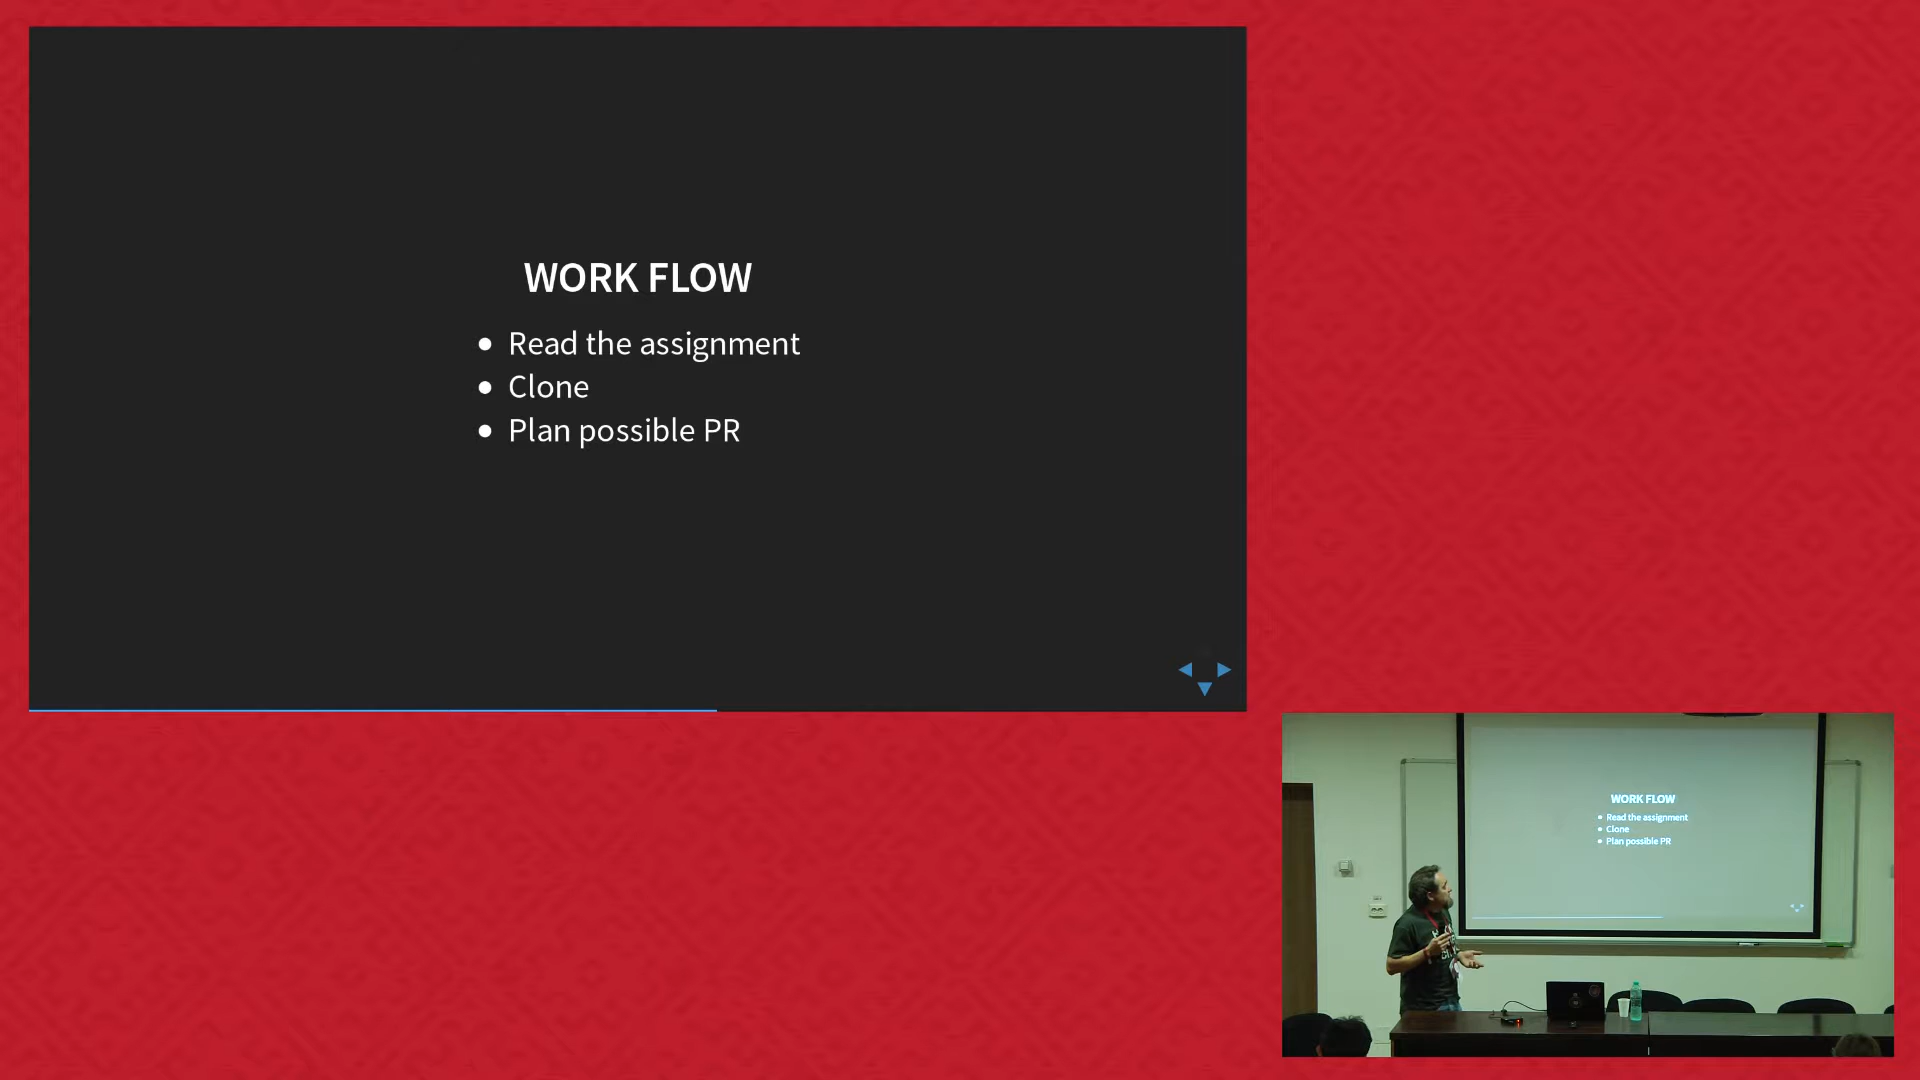 WORK FLOW
Read the assignment
Clone
Plan possible PR
WORK FLOW
Read the assignment
Clone
Plan possible PR